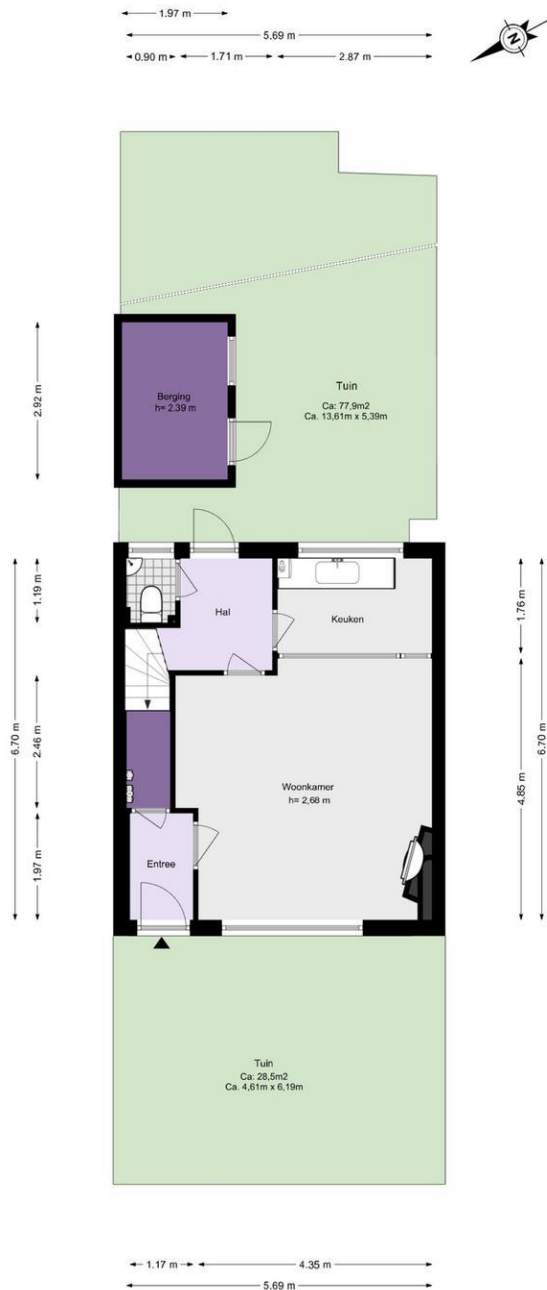 1.97 m
5.69 m
0.90 m
1.71 m
2.87 m
N
2.92 m
Berging
h= 2.39 m
Tuin
Ca: 77,9m2
Ca. 13,61m x 5,39m
6.70 m
1.19 m
2.46 m
1.97 m
Hal
Keuken
1.76 m
4.85 m
6.70 m
Woonkamer
h= 2,68 m
Entree
Tuin
Ca: 28,5m2
Ca. 4,61m x 6,19m
1.17 m
4.35 m
5.69 m